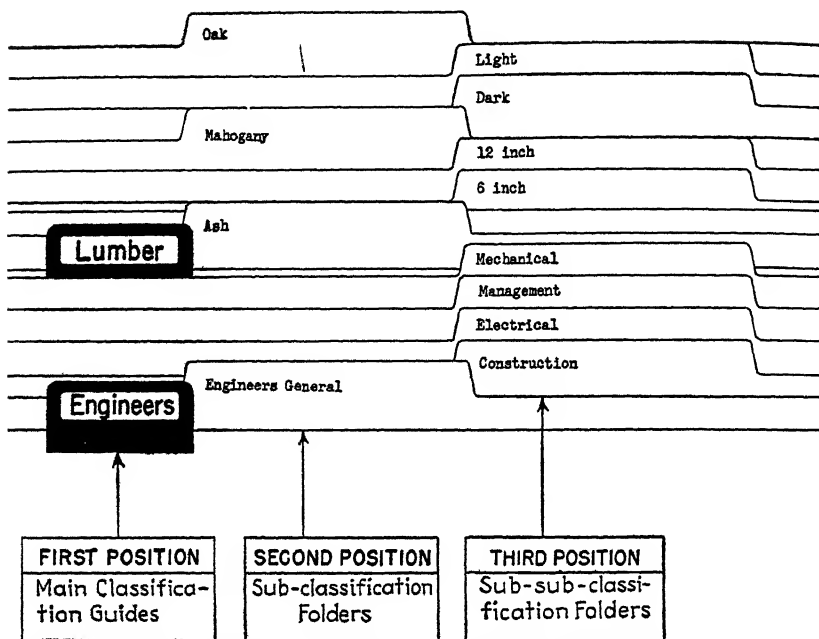 Oak
Light
Dark
Mahogany
12 inch
6 inch
Ash
Lumber
Mechanical
Management
Electrical
Construction
Engineers General
Engineers
FIRST POSITION
Main Classifica-
tion Guides
SECOND POSITION
Sub-classification
Folders
THIRD POSITION
Sub-sub-classi-
fication Folders